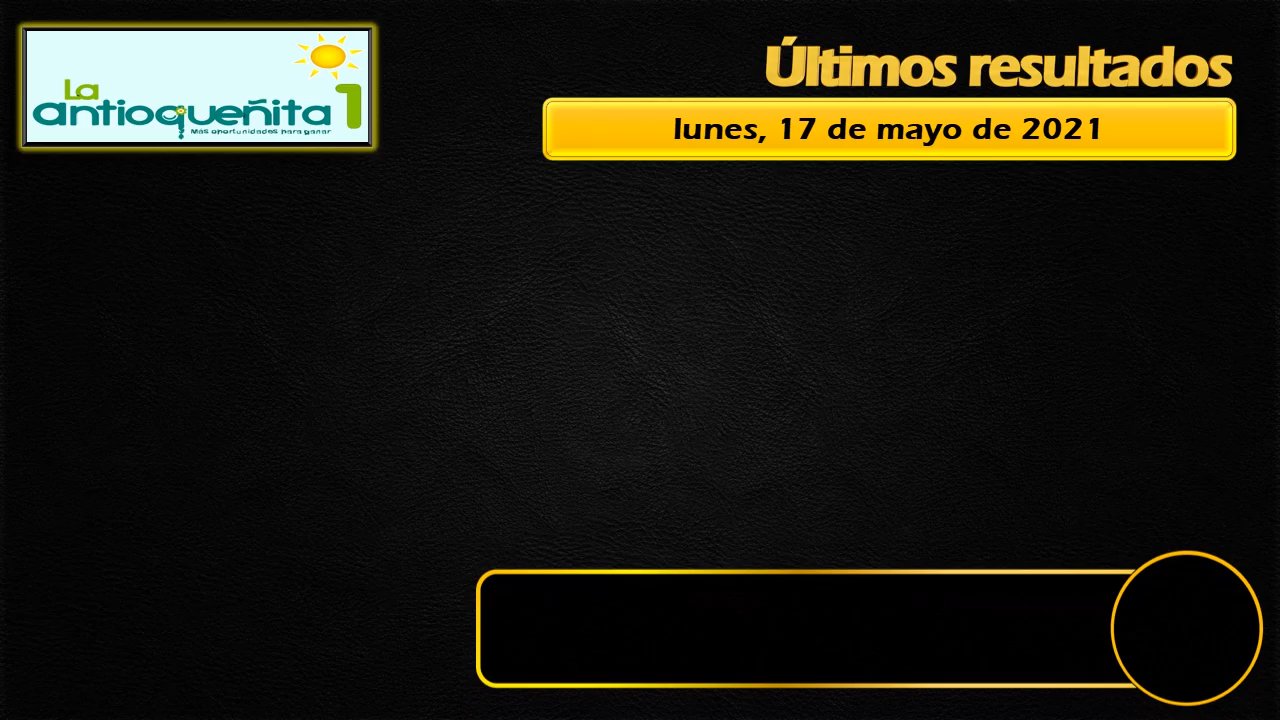 La
antioqueñita 1
Más oportunidades para ganar
Últimos resultados
lunes, 17 de mayo de 2021